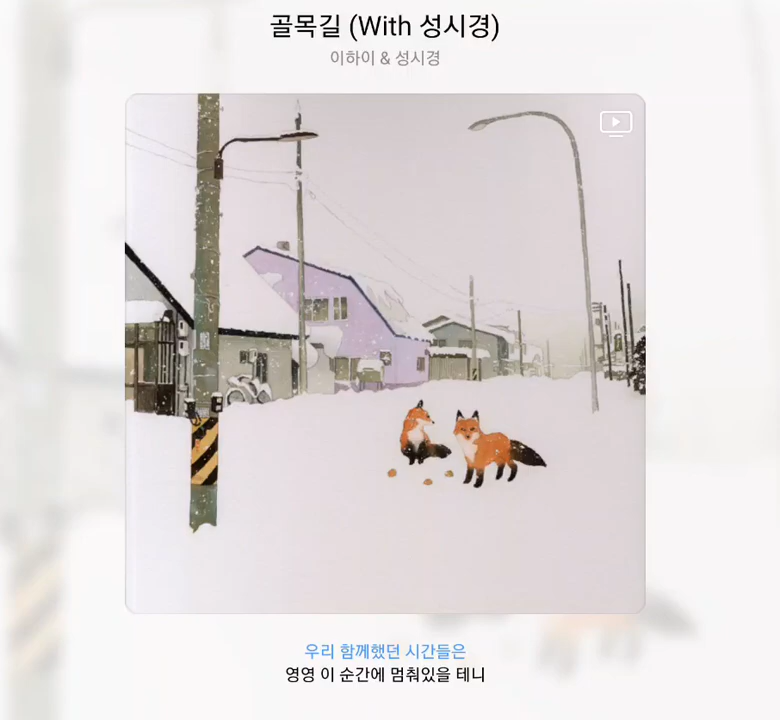 골목길 (With 성시경)
이하이 & 성시경
우리 함께했던 시간들은
영영 이 순간에 멈춰있을 테니